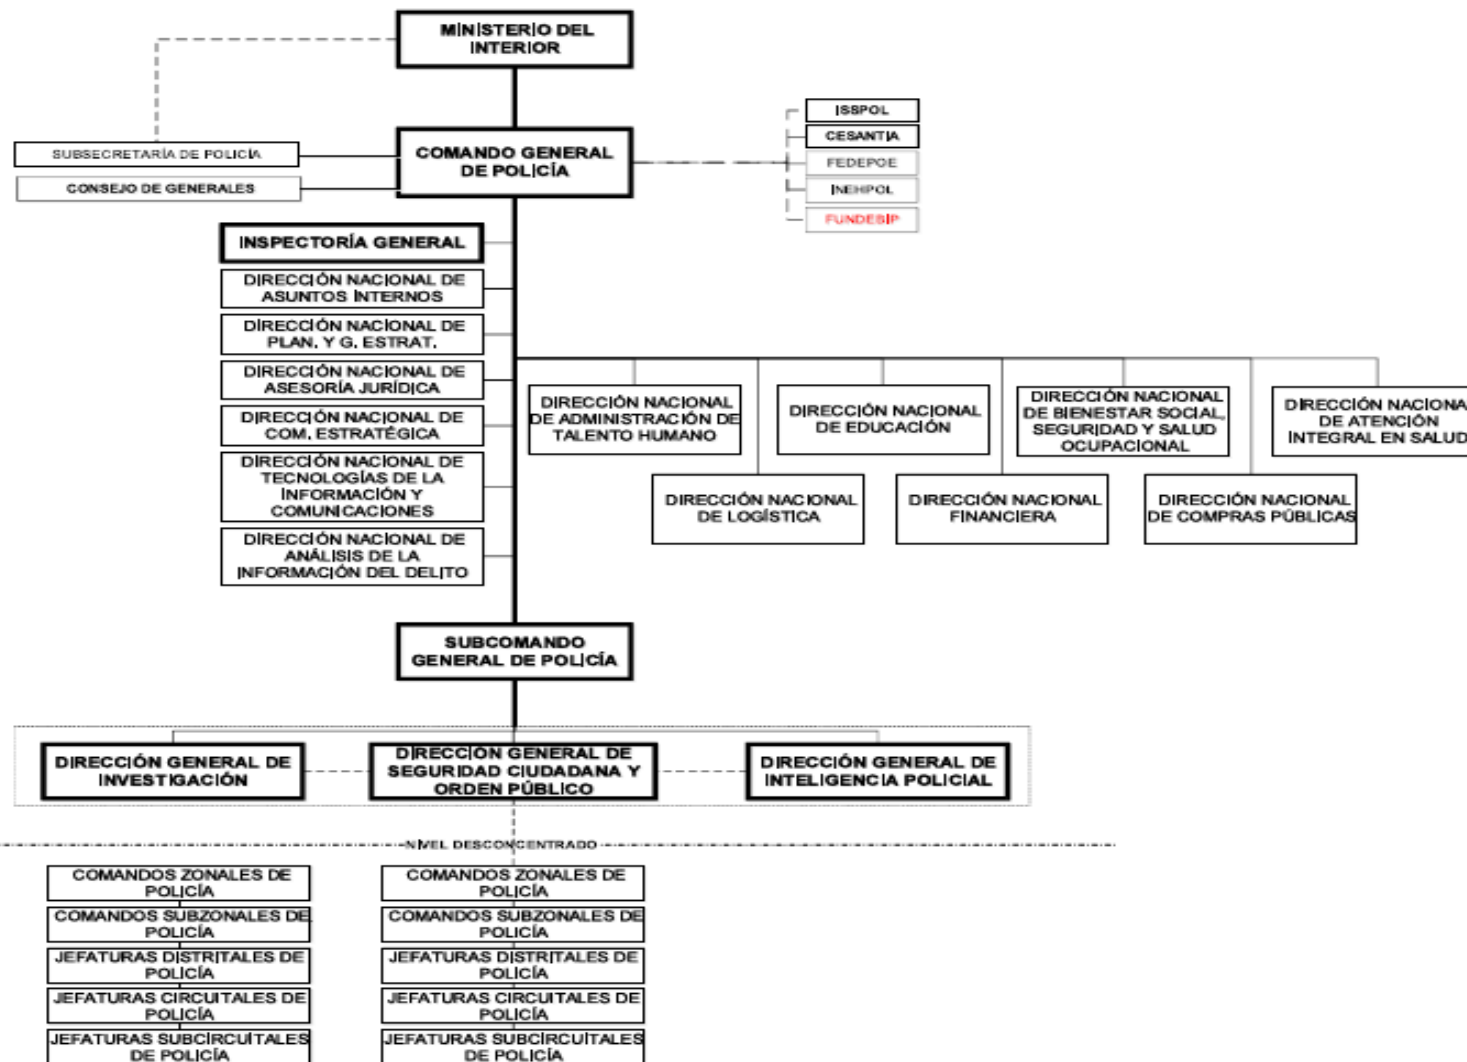 MINISTERIO DEL
INTERIOR
SUBSECRETARÍA DE POLICÍA
CONSEJO DE GENERALES
COMANDO GENERAL
DE POLICÍA
ISSPOL
CESANTIA
FEDEPOE
INEHPOL
FUNDESIP
INSPECTORÍA GENERAL
DIRECCIÓN NACIONAL DE
ASUNTOS INTERNOS
DIRECCIÓN NACIONAL DE
PLAN. Y G. ESTRAT.
DIRECCIÓN NACIONAL DE
ASESORÍA JURÍDICA
DIRECCIÓN NACIONAL DE
COM. ESTRATÉGICA
DIRECCIÓN NACIONAL DE
TECNOLOGÍAS DE LA
INFORMACIÓN Y
COMUNICACIONES
DIRECCIÓN NACIONAL DE
ANÁLISIS DE LA
INFORMACIÓN DEL DELITO
DIRECCIÓN NACIONAL
DE ADMINISTRACIÓN DE
TALENTO HUMANO
DIRECCIÓN NACIONAL
DE EDUCACIÓN
DIRECCIÓN NACIONAL
DE BIENESTAR SOCIAL,
SEGURIDAD Y SALUD
OCUPACIONAL
DIRECCIÓN NACIONA
DE ATENCIÓN
INTEGRAL EN SALUD
DIRECCIÓN NACIONAL
DE LOGÍSTICA
DIRECCIÓN NACIONAL
FINANCIERA
DIRECCIÓN NACIONAL
DE COMPRAS PÚBLICAS
SUBCOMANDO
GENERAL DE POLICÍA
DIRECCIÓN GENERAL DE
INVESTIGACIÓN
DIRECCIÓN GENERAL DE
SEGURIDAD CIUDADANA Y
ORDEN PÚBLICO
DIRECCIÓN GENERAL DE
INTELIGENCIA POLICIAL
NIVEL DESCONCENTRADO
COMANDOS ZONALES DE
POLICÍA
COMANDOS SUBZONALES DE
POLICÍA
JEFATURAS DISTRITALES DE
POLICÍA
JEFATURAS CIRCUITALES DE
POLICÍA
JEFATURAS SUBCIRCUITALES
DE POLICÍA
COMANDOS ZONALES DE
POLICÍA
COMANDOS SUBZONALES DE
POLICÍA
JEFATURAS DISTRITALES DE
POLICÍA
JEFATURAS CIRCUITALES DE
POLICÍA
JEFATURAS SUBCIRCUITALES
DE POLICÍA